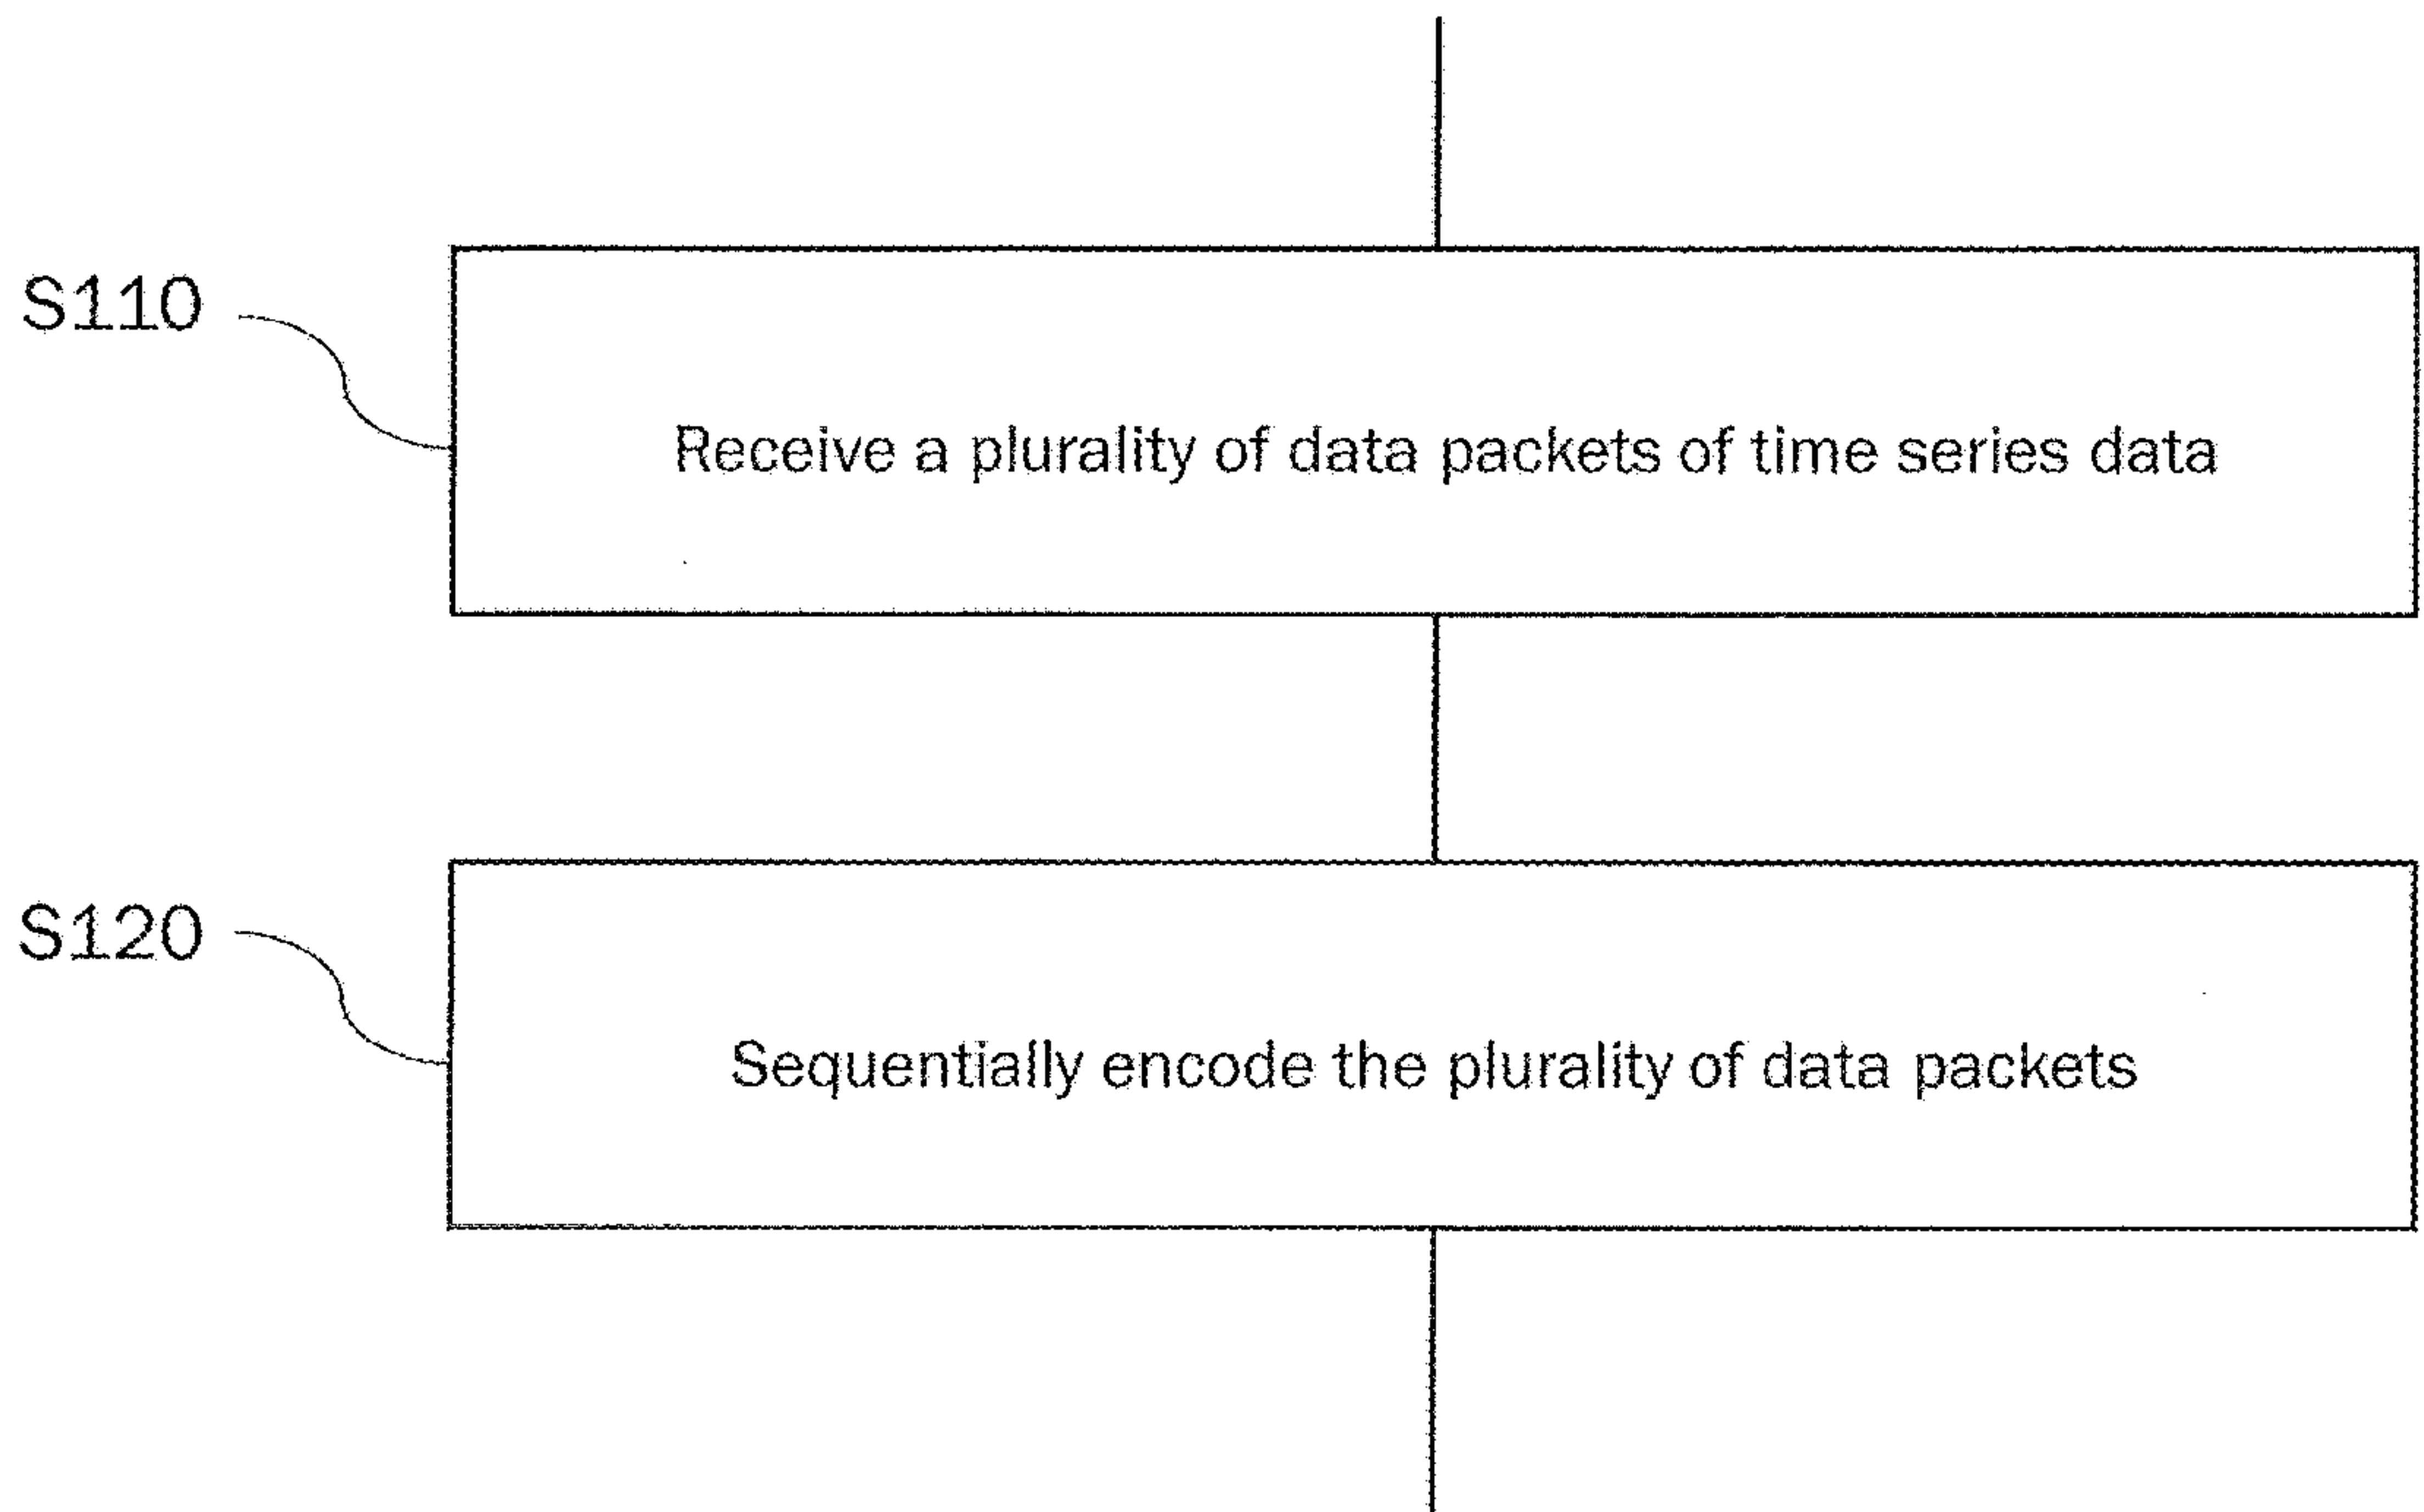 S110
Receive a plurality of data packets of time series data
S120
Sequentially encode the plurality of data packets